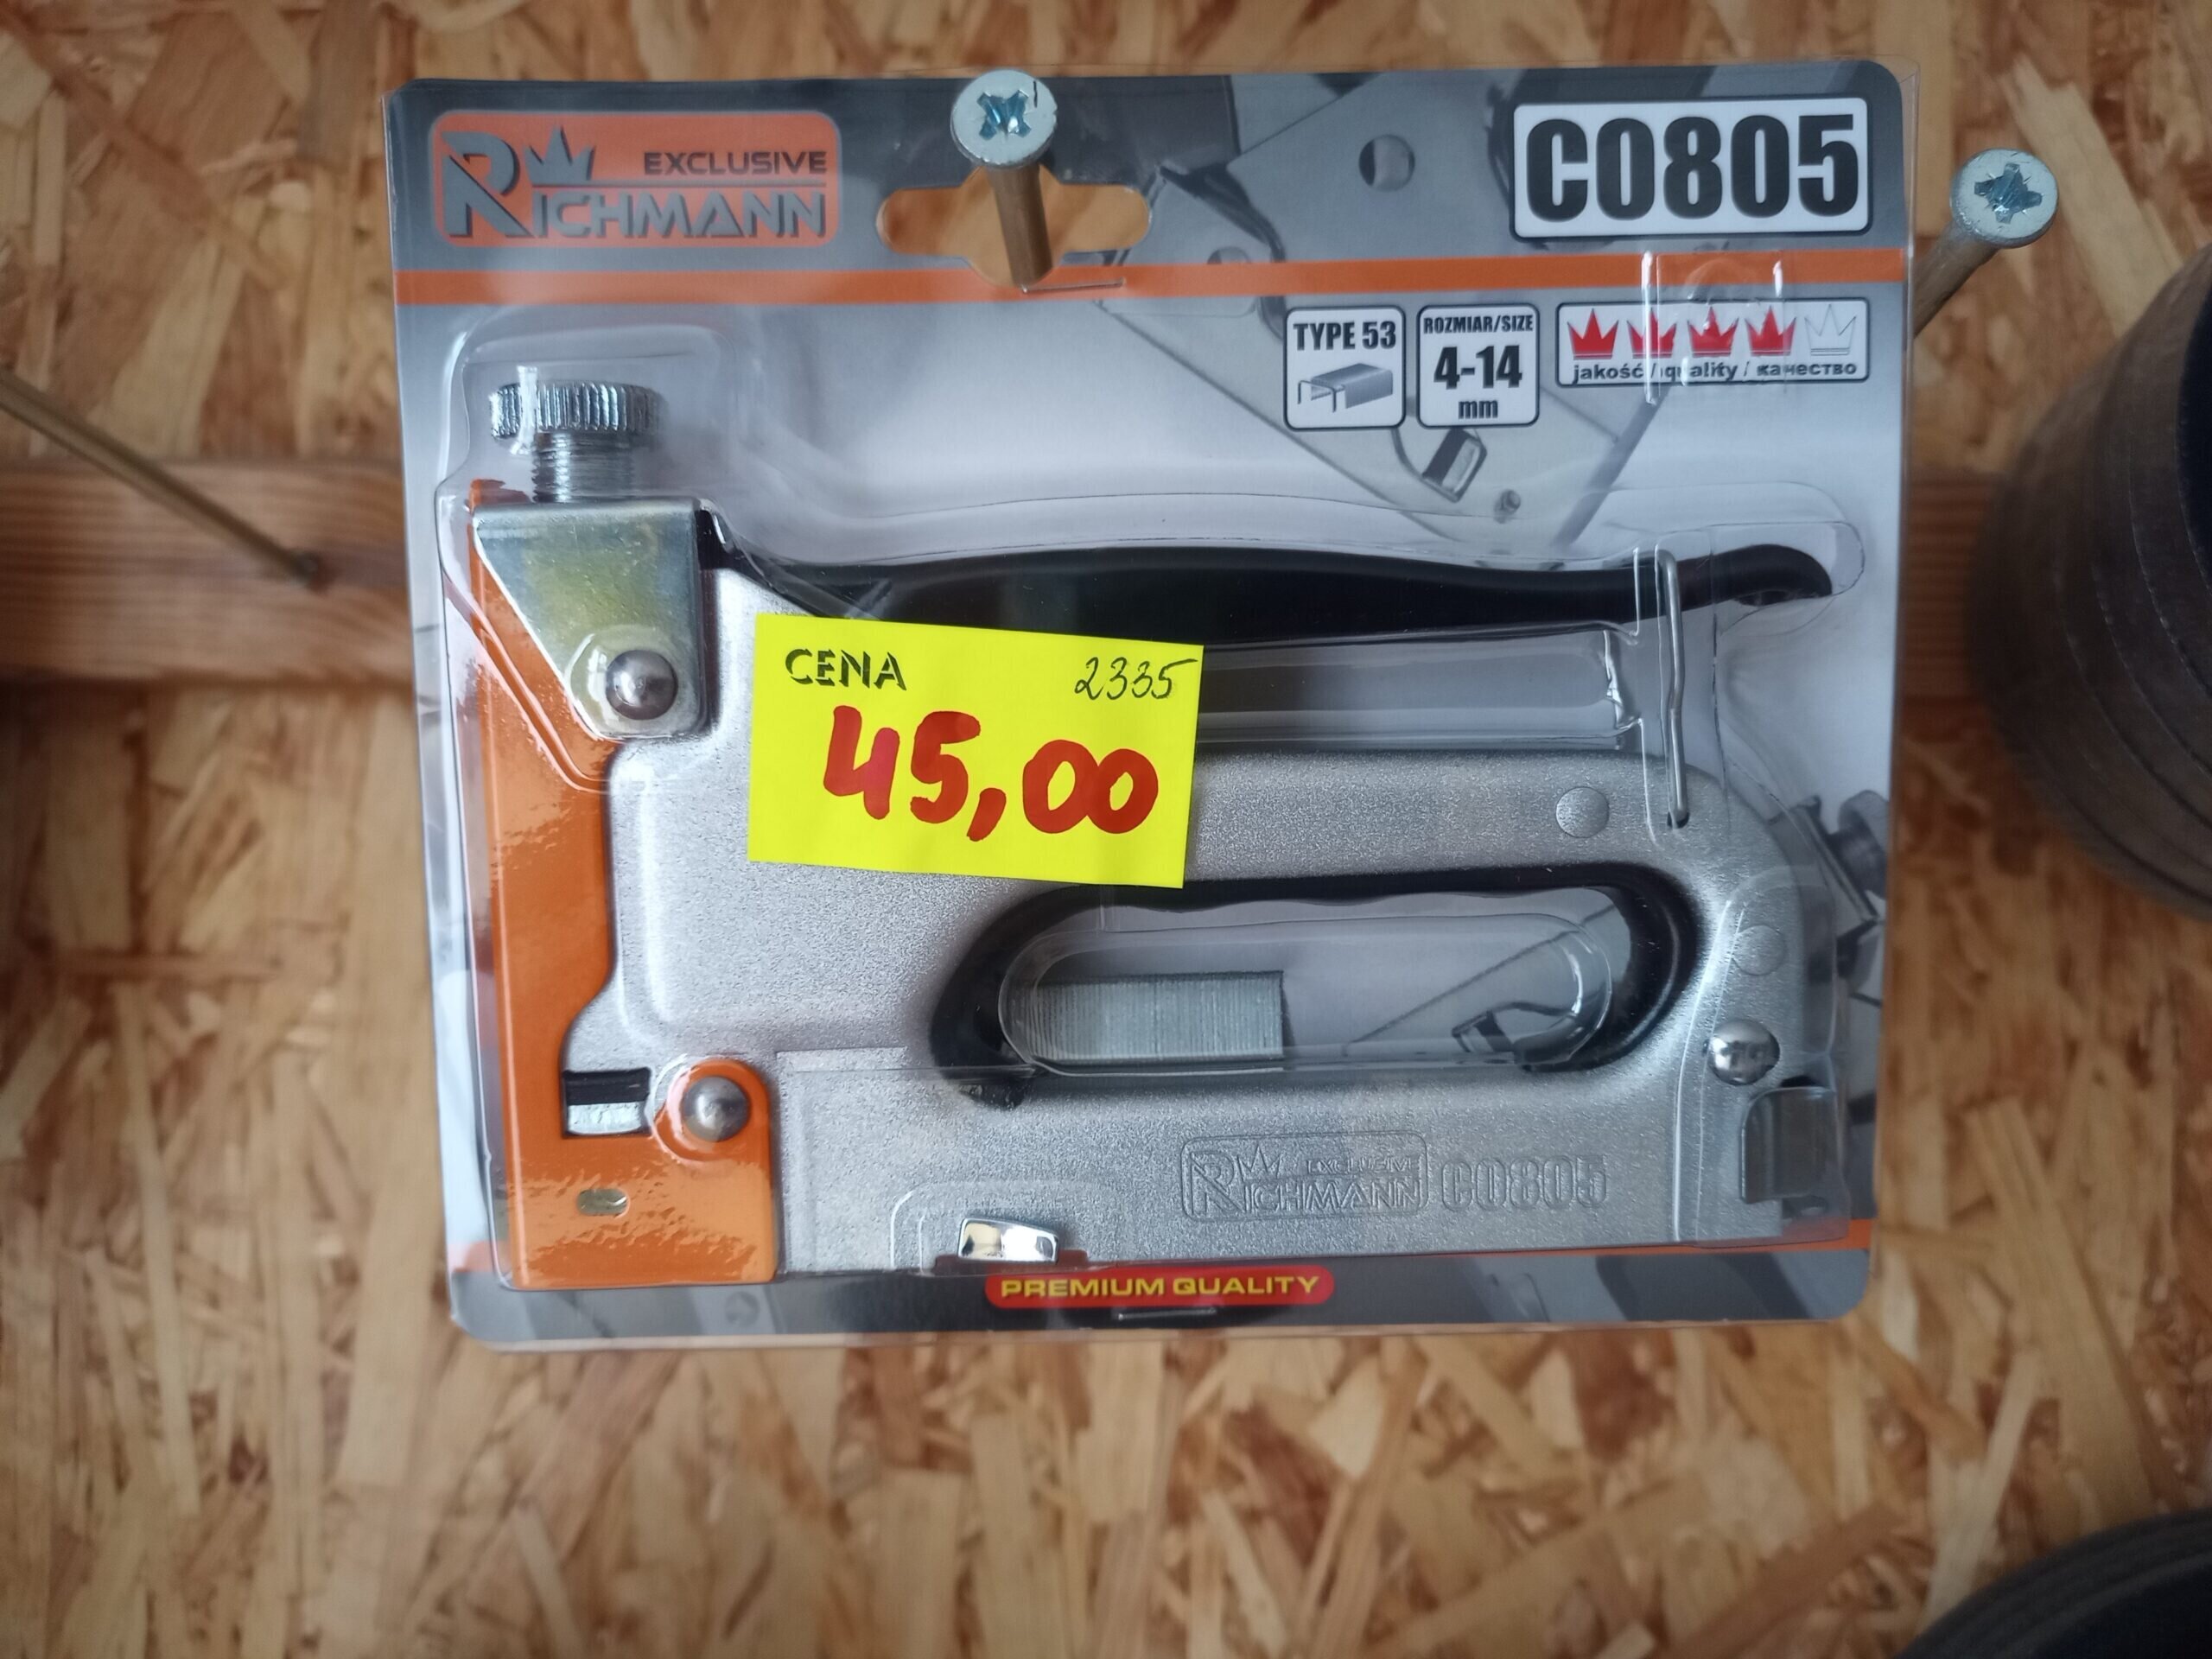 EXCLUSIVE
RICHMANN
C0805
TYPE 53
ROZMIAR/SIZE
4-14
mm
jakość / quality / качество
CENA 2335
45,00
EXCLUSIVE
RICHMANN C0805
PREMIUM QUALITY